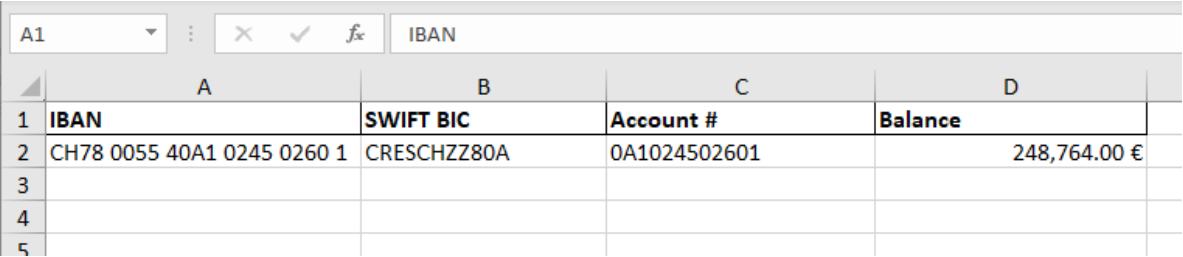 A1 fx IBAN
A B C D
1 IBAN SWIFT BIC Account # Balance
2 CH78 0055 40A1 0245 0260 1 CRESCHZZ80A 0A1024502601 248,764.00 €
3
4
5